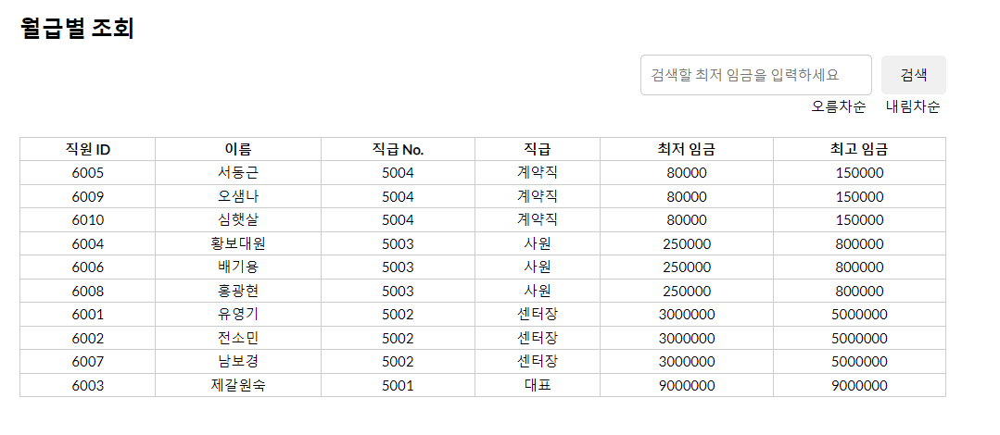 월급별 조회
검색할 최저 임금을 입력하세요 검색
오름차순 내림차순
직원 ID 이름 직급 No. 직급 최저 임금 최고 임금
6005 서동근 5004 계약직 80000 150000
6009 오샘나 5004 계약직 80000 150000
6010 심햇살 5004 계약직 80000 150000
6004 황보대원 5003 사원 250000 800000
6006 배기용 5003 사원 250000 800000
6008 홍광현 5003 사원 250000 800000
6001 유영기 5002 센터장 3000000 5000000
6002 전소민 5002 센터장 3000000 5000000
6007 남보경 5002 센터장 3000000 5000000
6003 제갈원숙 5001 대표 9000000 9000000